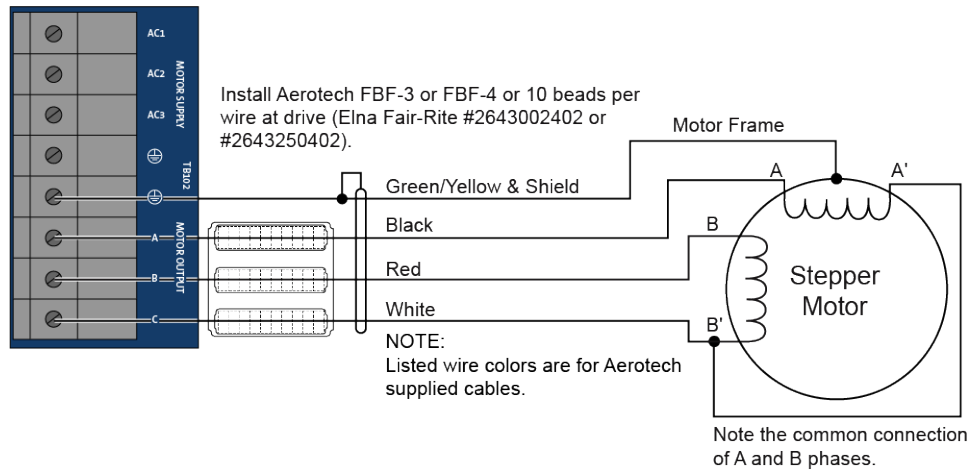 AC1
AC2
AC3
MOTOR SUPPLY
TB102
A
B
C
MOTOR OUTPUT
Install Aerotech FBF-3 or FBF-4 or 10 beads per
wire at drive (Elna Fair-Rite #2643002402 or
#2643250402).
Green/Yellow & Shield
Black
Red
White
NOTE:
Listed wire colors are for Aerotech
supplied cables.
Motor Frame
A
A'
B
B'
Stepper
Motor
Note the common connection
of A and B phases.